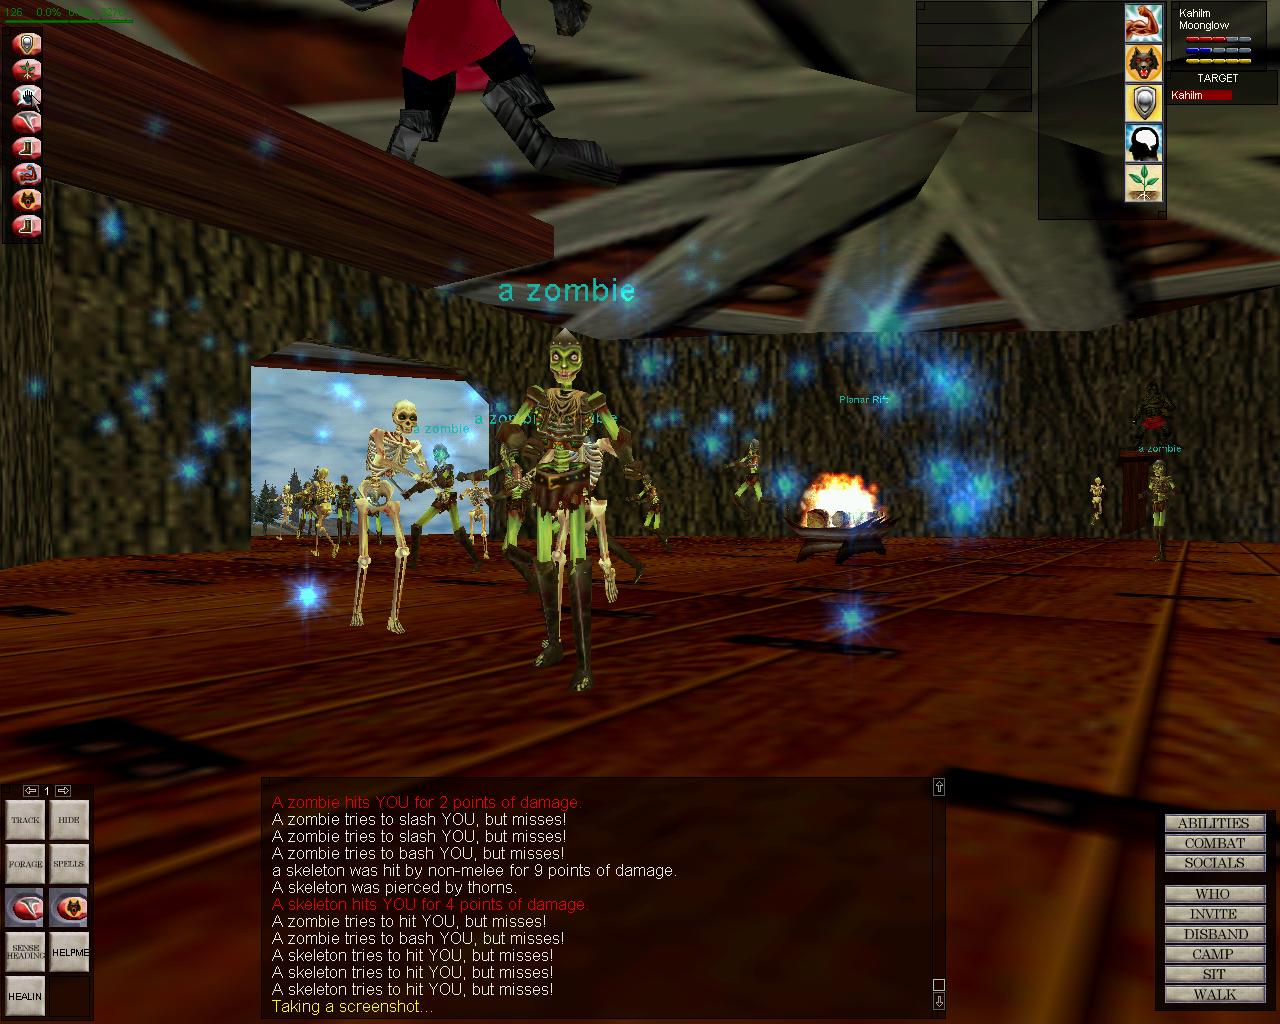 126 0.0%
Kahilm
Moonglow
TARGET
Kahilm
a zombie
Planar Rift
a zombie
a zombie
TRACK
HIDE
FORAGE
SPELLS
SENSE
HEADING
HELPME
HEALIN
1
A zombie hits YOU for 2 points of damage.
A zombie tries to slash YOU, but misses!
A zombie tries to slash YOU, but misses!
A zombie tries to bash YOU, but misses!
a skeleton was hit by non-melee for 9 points of damage.
A skeleton was pierced by thorns.
A skeleton hits YOU for 4 points of damage.
A zombie tries to hit YOU, but misses!
A zombie tries to bash YOU, but misses!
A skeleton tries to hit YOU, but misses!
A skeleton tries to hit YOU, but misses!
A skeleton tries to hit YOU, but misses!
Taking a screenshot...
ABILITIES
COMBAT
SOCIALS
WHO
INVITE
DISBAND
CAMP
SIT
WALK